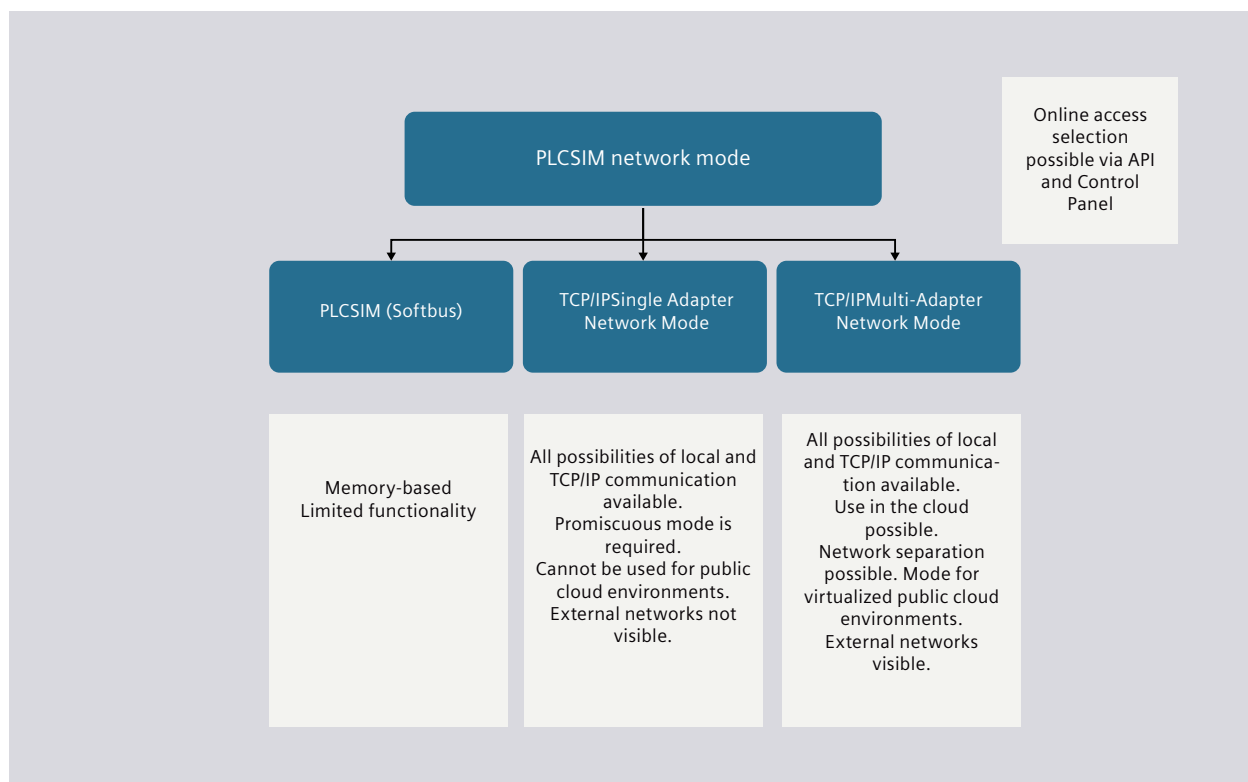 PLCSIM network mode
Online access
selection
possible via API
and Control
Panel
PLCSIM (Softbus)
TCP/IPSingle Adapter
Network Mode
TCP/IPMulti-Adapter
Network Mode
Memory-based
Limited functionality
All possibilities of local and
TCP/IP communication
available.
Promiscuous mode is
required.
Cannot be used for public
cloud environments.
External networks not
visible.
All possibilities of local
and TCP/IP communica-
tion available.
Use in the cloud
possible.
Network separation
possible. Mode for
virtualized public cloud
environments.
External networks
visible.